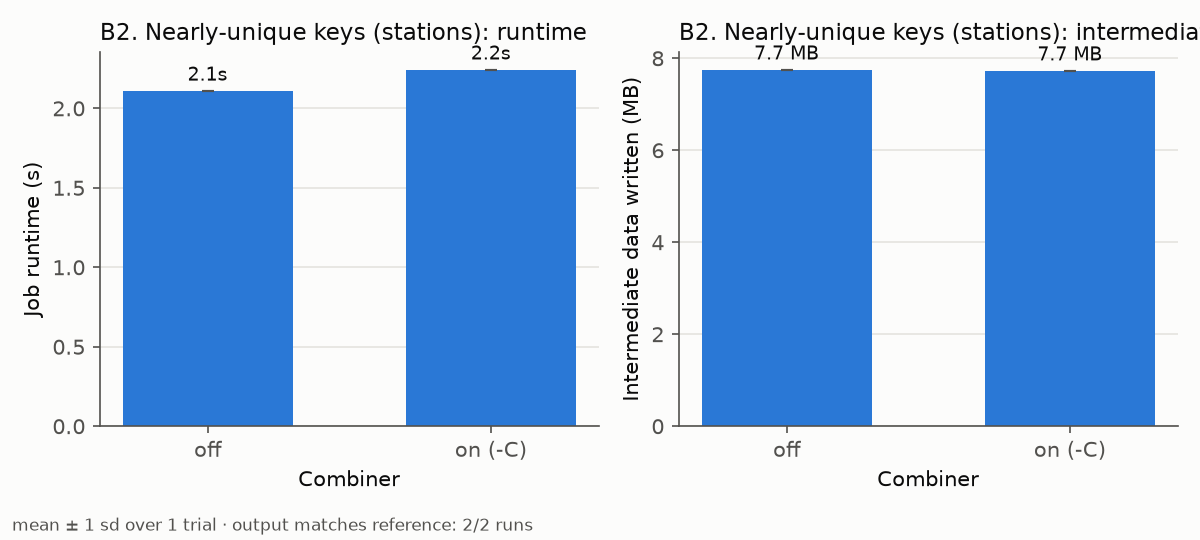 B2. Nearly-unique keys (stations): runtime
2.1s
2.2s
2.0
1.5
1.0
0.5
0.0
Job runtime (s)
off
on (-C)
Combiner
B2. Nearly-unique keys (stations): intermedia
7.7 MB
7.7 MB
8
6
4
2
0
Intermediate data written (MB)
off
on (-C)
Combiner
mean ± 1 sd over 1 trial · output matches reference: 2/2 runs